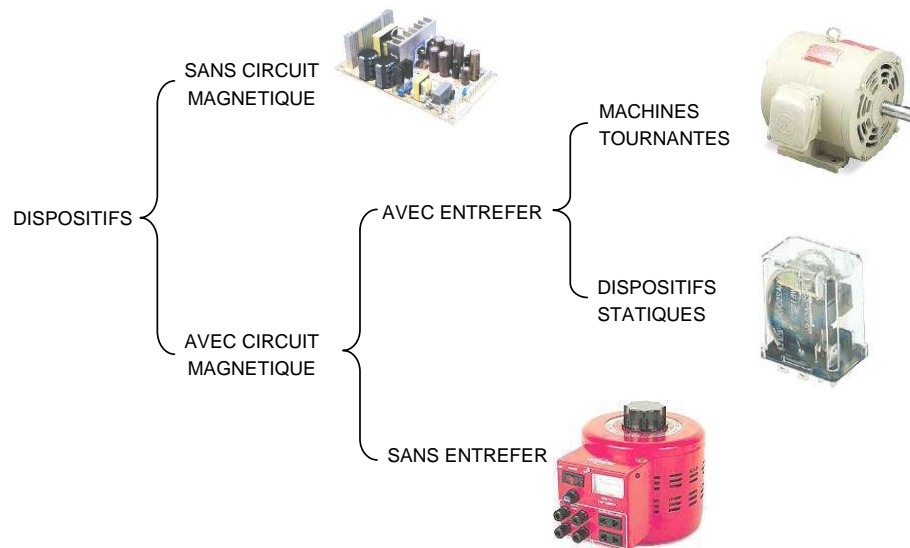 SANS CIRCUIT
MAGNETIQUE
MACHINES
TOURNANTES
DISPOSITIFS
AVEC ENTREFER
DISPOSITIFS
STATIQUES
AVEC CIRCUIT
MAGNETIQUE
SANS ENTREFER